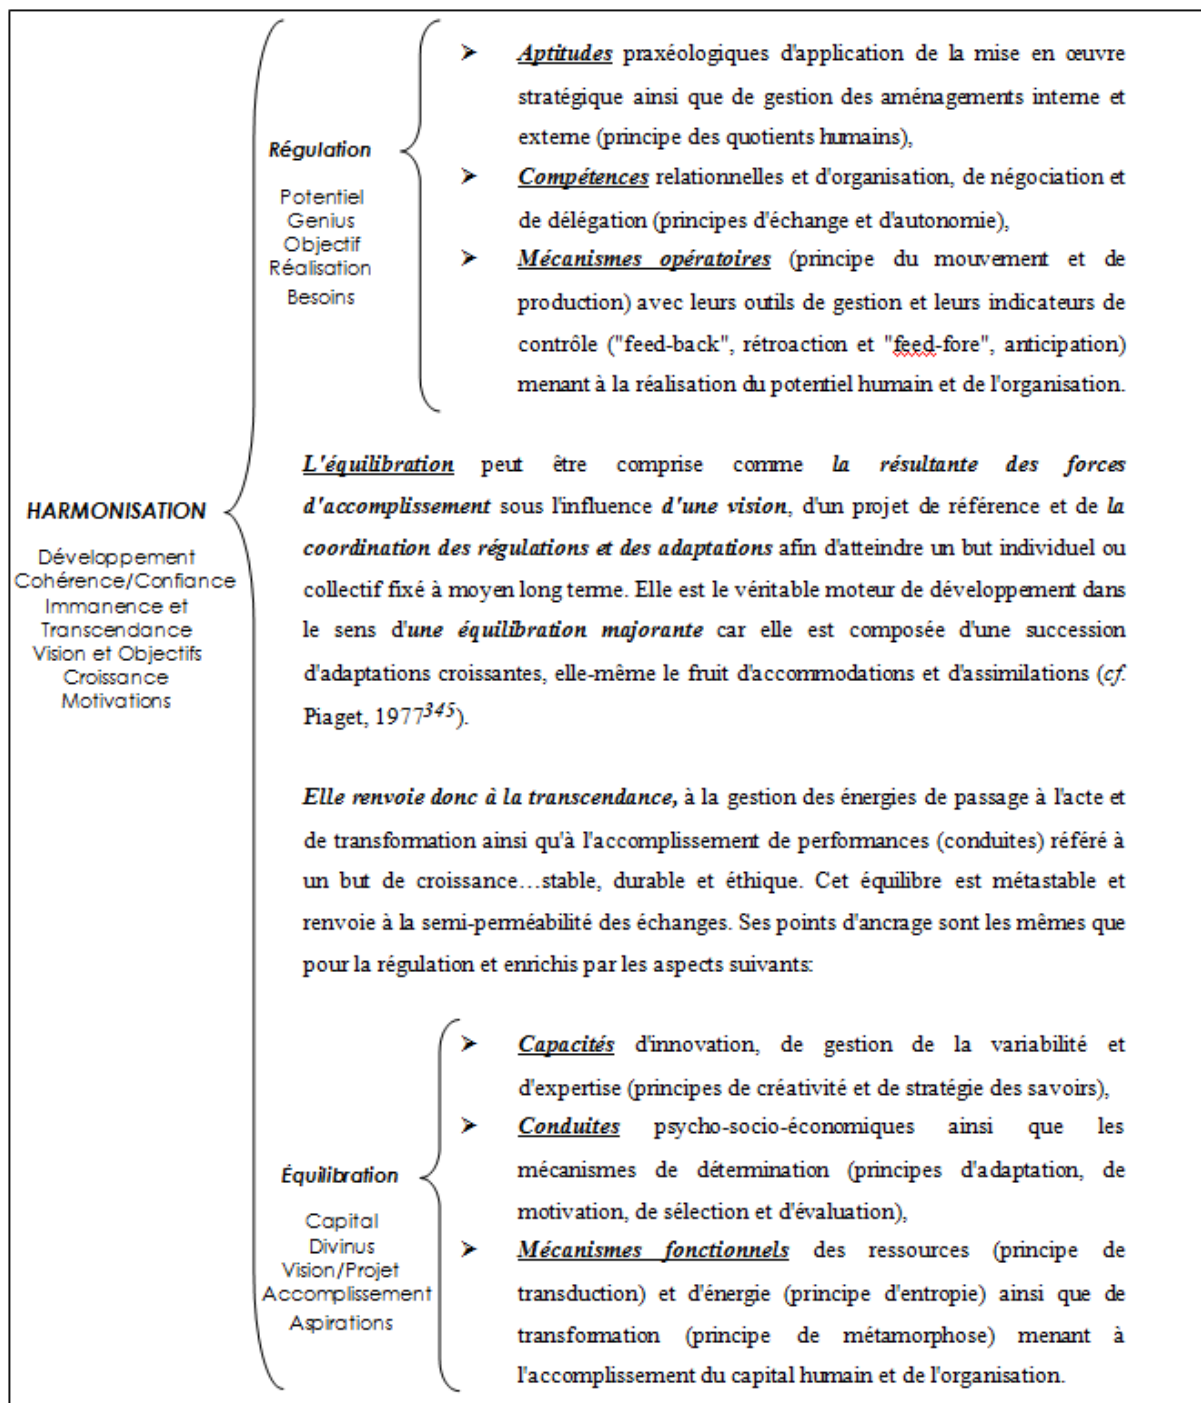 Aptitudes praxéologiques d'application de la mise en œuvre
stratégique ainsi que de gestion des aménagements interne et
externe (principe des quotients humains),
Régulation
Compétences relationnelles et d'organisation, de négociation et
de délégation (principes d'échange et d'autonomie),
Potentiel
Genius
Objectif
Réalisation
Besoins
Mécanismes opératoires (principe du mouvement et de
production) avec leurs outils de gestion et leurs indicateurs de
contrôle ("feed-back", rétroaction et "feed-fore", anticipation)
menant à la réalisation du potentiel humain et de l'organisation.
L'équilibration peut être comprise comme la résultante des forces
d'accomplissement sous l'influence d'une vision, d'un projet de référence et de la
coordination des régulations et des adaptations afin d'atteindre un but individuel ou
collectif fixé à moyen long terme. Elle est le véritable moteur de développement dans
le sens d'une équilibration majorante car elle est composée d'une succession
d'adaptations croissantes, elle-même le fruit d'accommodations et d'assimilations (cf.
Piaget, 1977345).
HARMONISATION
Développement
Cohérence/Confiance
Immanence et
Transcendance
Vision et Objectifs
Croissance
Motivations
Elle renvoie donc à la transcendance, à la gestion des énergies de passage à l'acte et
de transformation ainsi qu'à l'accomplissement de performances (conduites) référé à
un but de croissance…stable, durable et éthique. Cet équilibre est métastable et
renvoie à la semi-perméabilité des échanges. Ses points d'ancrage sont les mêmes que
pour la régulation et enrichis par les aspects suivants:
Capacités d'innovation, de gestion de la variabilité et
d'expertise (principes de créativité et de stratégie des savoirs),
Conduites psycho-socio-économiques ainsi que les
mécanismes de détermination (principes d'adaptation, de
motivation, de sélection et d'évaluation),
Équilibration
Capital
Divinus
Vision/Projet
Accomplissement
Aspirations
Mécanismes fonctionnels des ressources (principe de
transduction) et d'énergie (principe d'entropie) ainsi que de
transformation (principe de métamorphose) menant à
l'accomplissement du capital humain et de l'organisation.